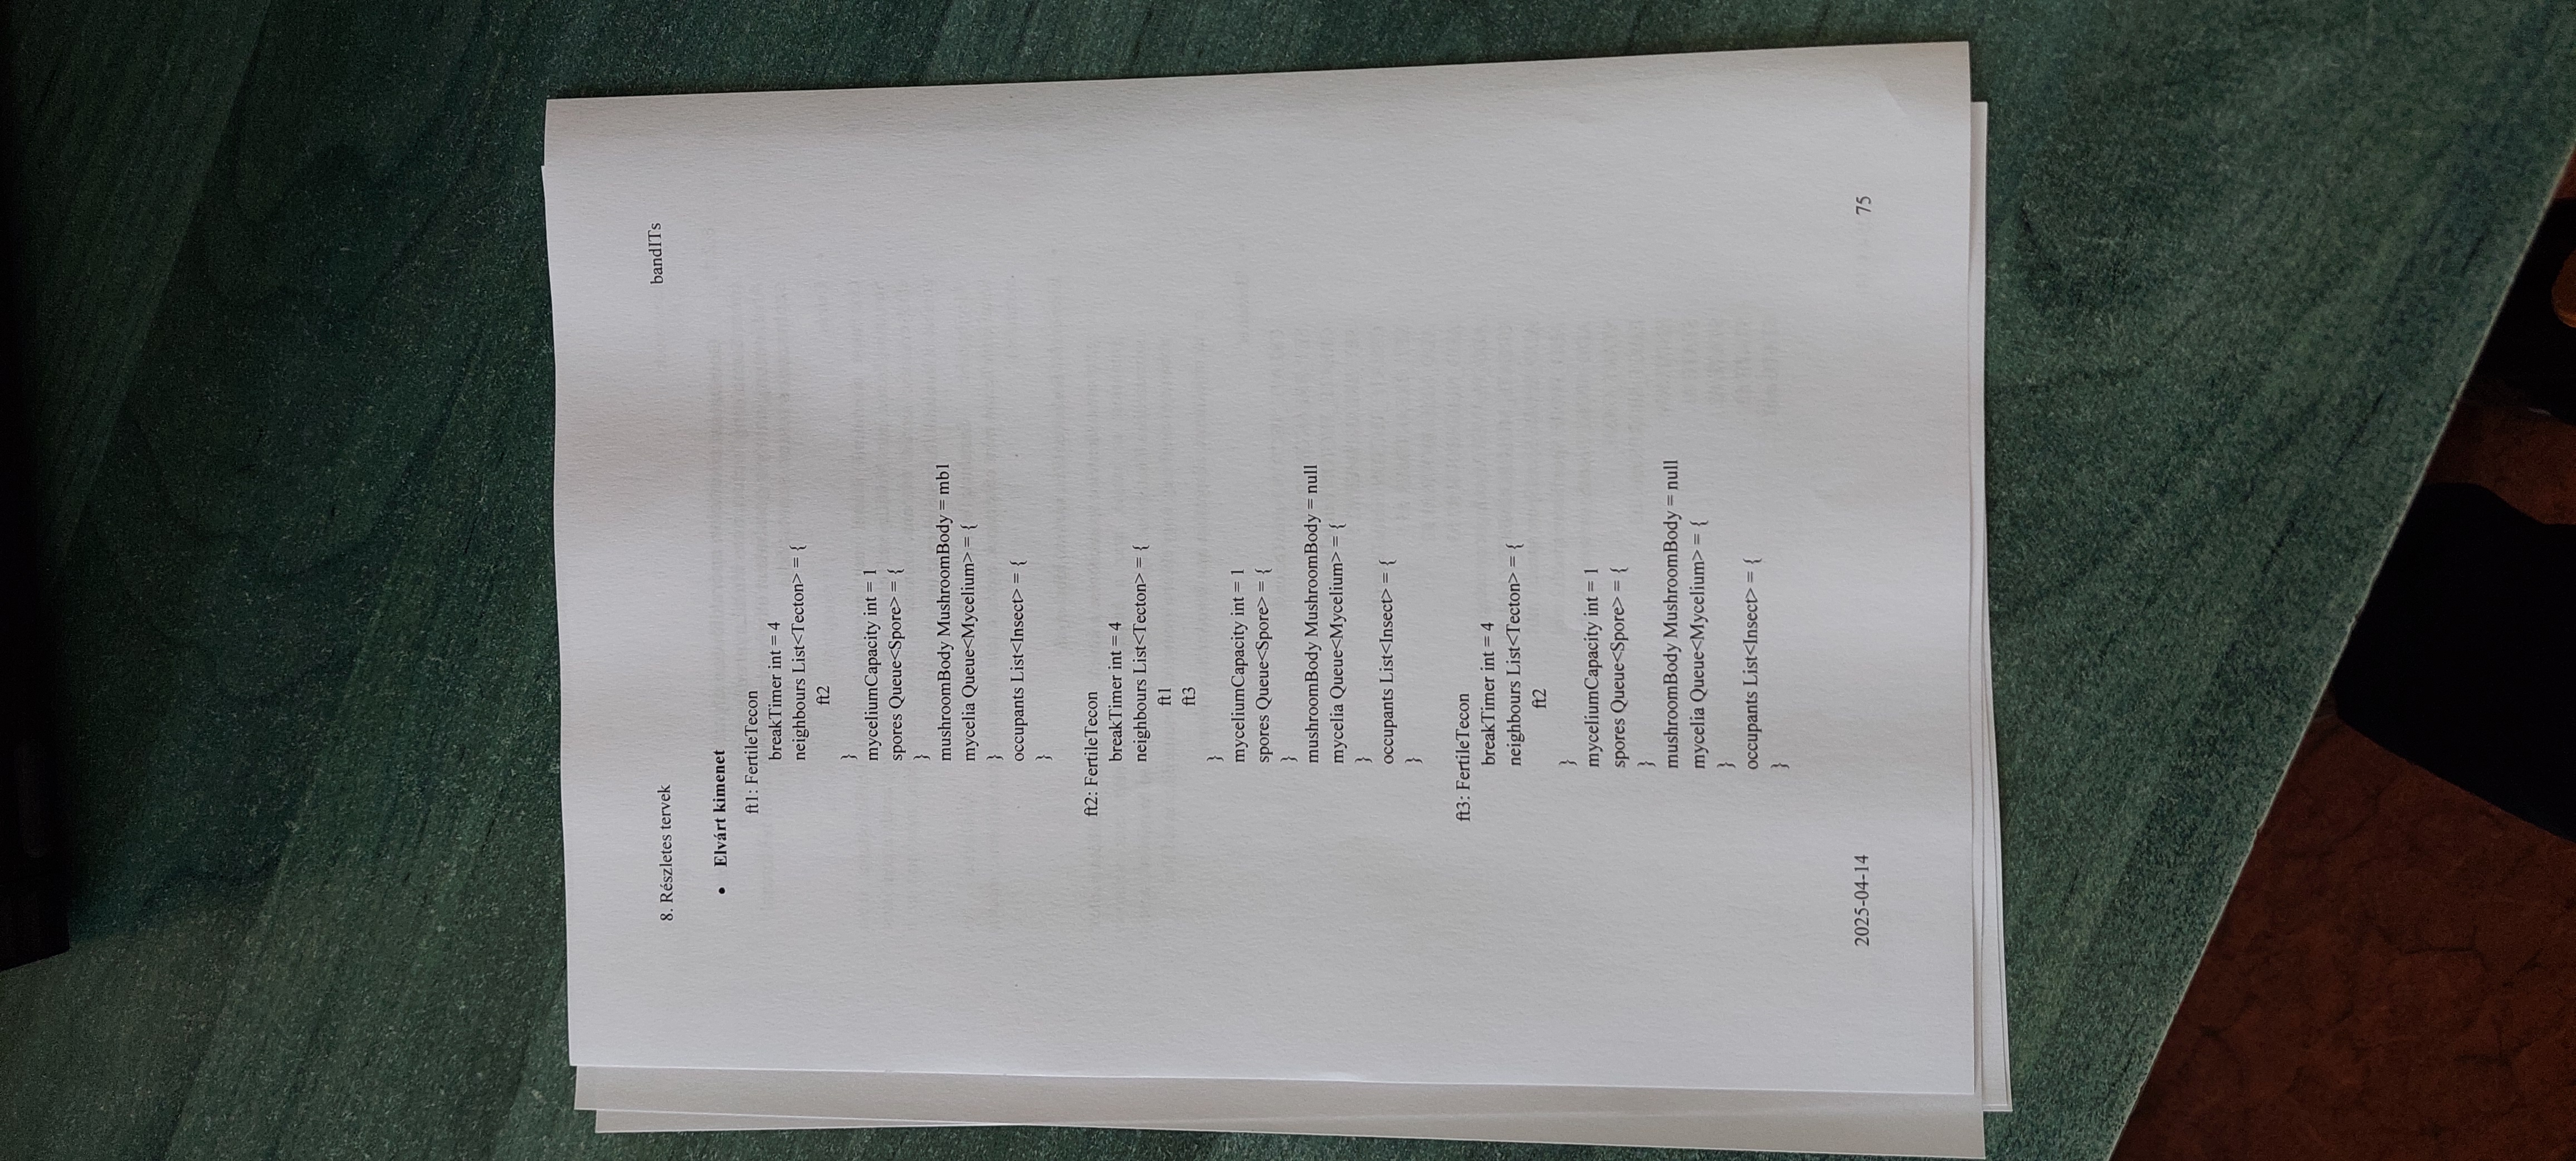 8. Részletes tervek
bandITs
• Elvárt kimenet
ft1: FertileTecon
breakTimer int = 4
neighbours List<Tecton> = {
ft2
}
myceliumCapacity int = 1
spores Queue<Spore> = {
}
mushroomBody MushroomBody = mb1
mycelia Queue<Mycelium> = {
}
occupants List<Insect> = {
}
ft2: FertileTecon
breakTimer int = 4
neighbours List<Tecton> = {
ft1
ft3
}
myceliumCapacity int = 1
spores Queue<Spore> = {
}
mushroomBody MushroomBody = null
mycelia Queue<Mycelium> = {
}
occupants List<Insect> = {
}
ft3: FertileTecon
breakTimer int = 4
neighbours List<Tecton> = {
ft2
}
myceliumCapacity int = 1
spores Queue<Spore> = {
}
mushroomBody MushroomBody = null
mycelia Queue<Mycelium> = {
}
occupants List<Insect> = {
}
2025-04-14
75